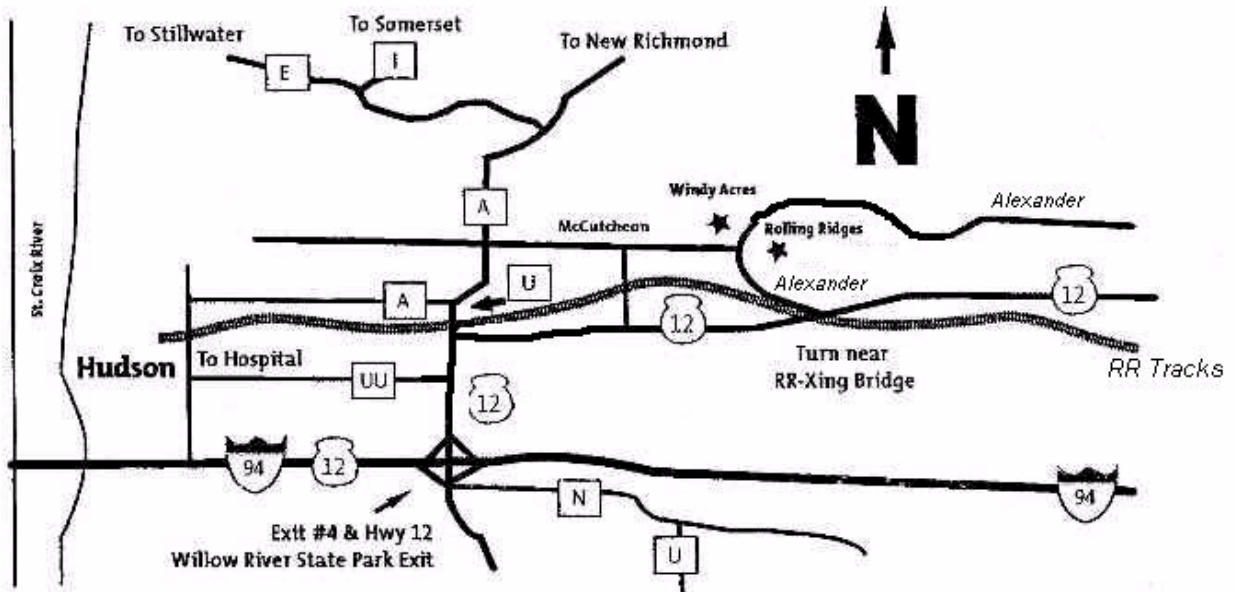 To Stillwater
To Somerset
To New Richmond
E
I
N
A
Windy Acres
Alexander
McCutcheon
Rolling Ridges
St. Croix River
U
Alexander
A
12
12
Hudson
To Hospital
Turn near
RR-Xing Bridge
RR Tracks
UU
12
94
12
94
N
Exit #4 & Hwy 12
Willow River State Park Exit
U